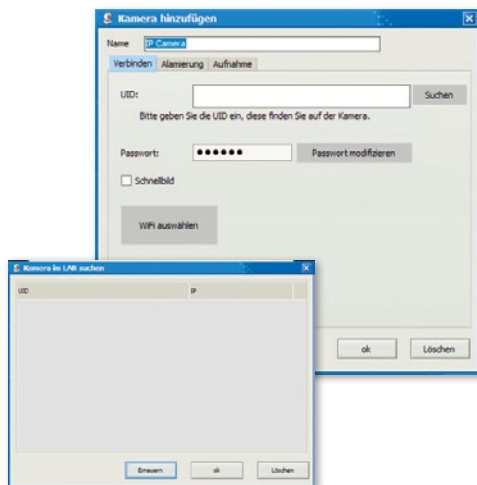 Kamera hinzufügen
Name IP Camera
Verbinden Alamierung Aufnahme
UID: Suchen
Bitte geben Sie die UID ein, diese finden Sie auf der Kamera.
Passwort: ●●●●●● Passwort modifizieren
Schnellbild
WiFi auswählen
ok Löschen
Kamera im LAN suchen
UID IP
Erneuern ok Löschen